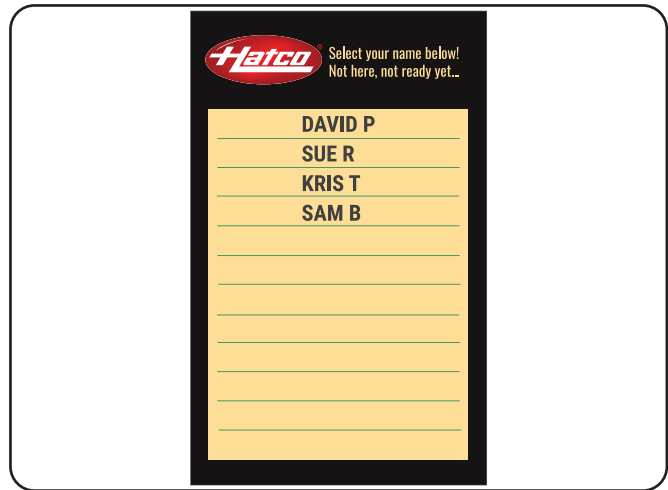 Hatco®
Select your name below!
Not here, not ready yet...
DAVID P
SUE R
KRIS T
SAM B